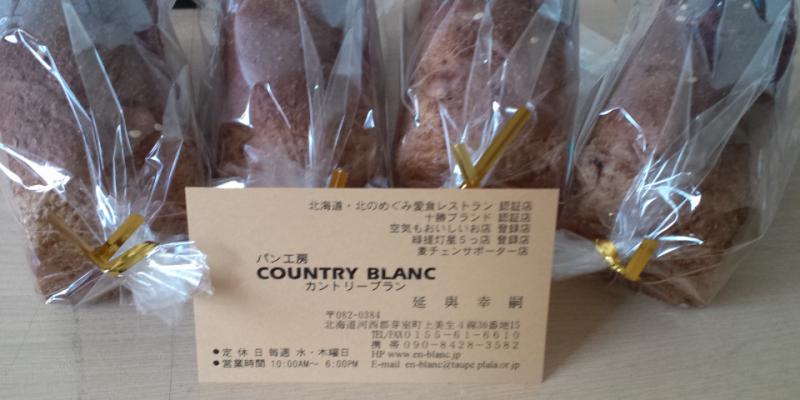 北海道・北のめぐみ愛食レストラン 認証店
十勝ブランド 認証店
空気もおいしいお店 登録店
緑提灯星5っ店 登録店
麦チェンサポーター店
パン工房
COUNTRY BLANC
カントリーブラン
延與 幸嗣
〒082-0384
北海道河西郡芽室町上美生4線36番地15
TEL/FAX 0155-61-6610
携帯 090-8428-3582
● 定休日 毎週 水・木曜日
HP www.en-blanc.jp
● 営業時間 10:00AM～ 6:00PM
E-mail en-blanc@taupe.plala.or.jp